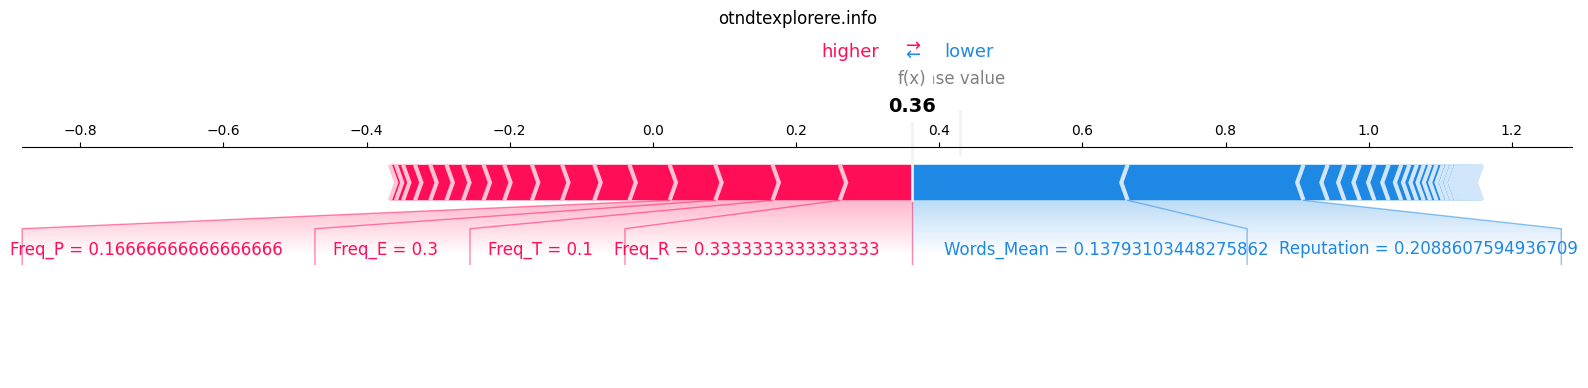 otndtexplorere.info
higher ⇄ lower
f(x) se value
0.36
−0.8 −0.6 −0.4 −0.2 0.0 0.2 0.4 0.6 0.8 1.0 1.2
Freq_P = 0.16666666666666666 Freq_E = 0.3 Freq_T = 0.1 Freq_R = 0.3333333333333333 Words_Mean = 0.13793103448275862 Reputation = 0.2088607594936709